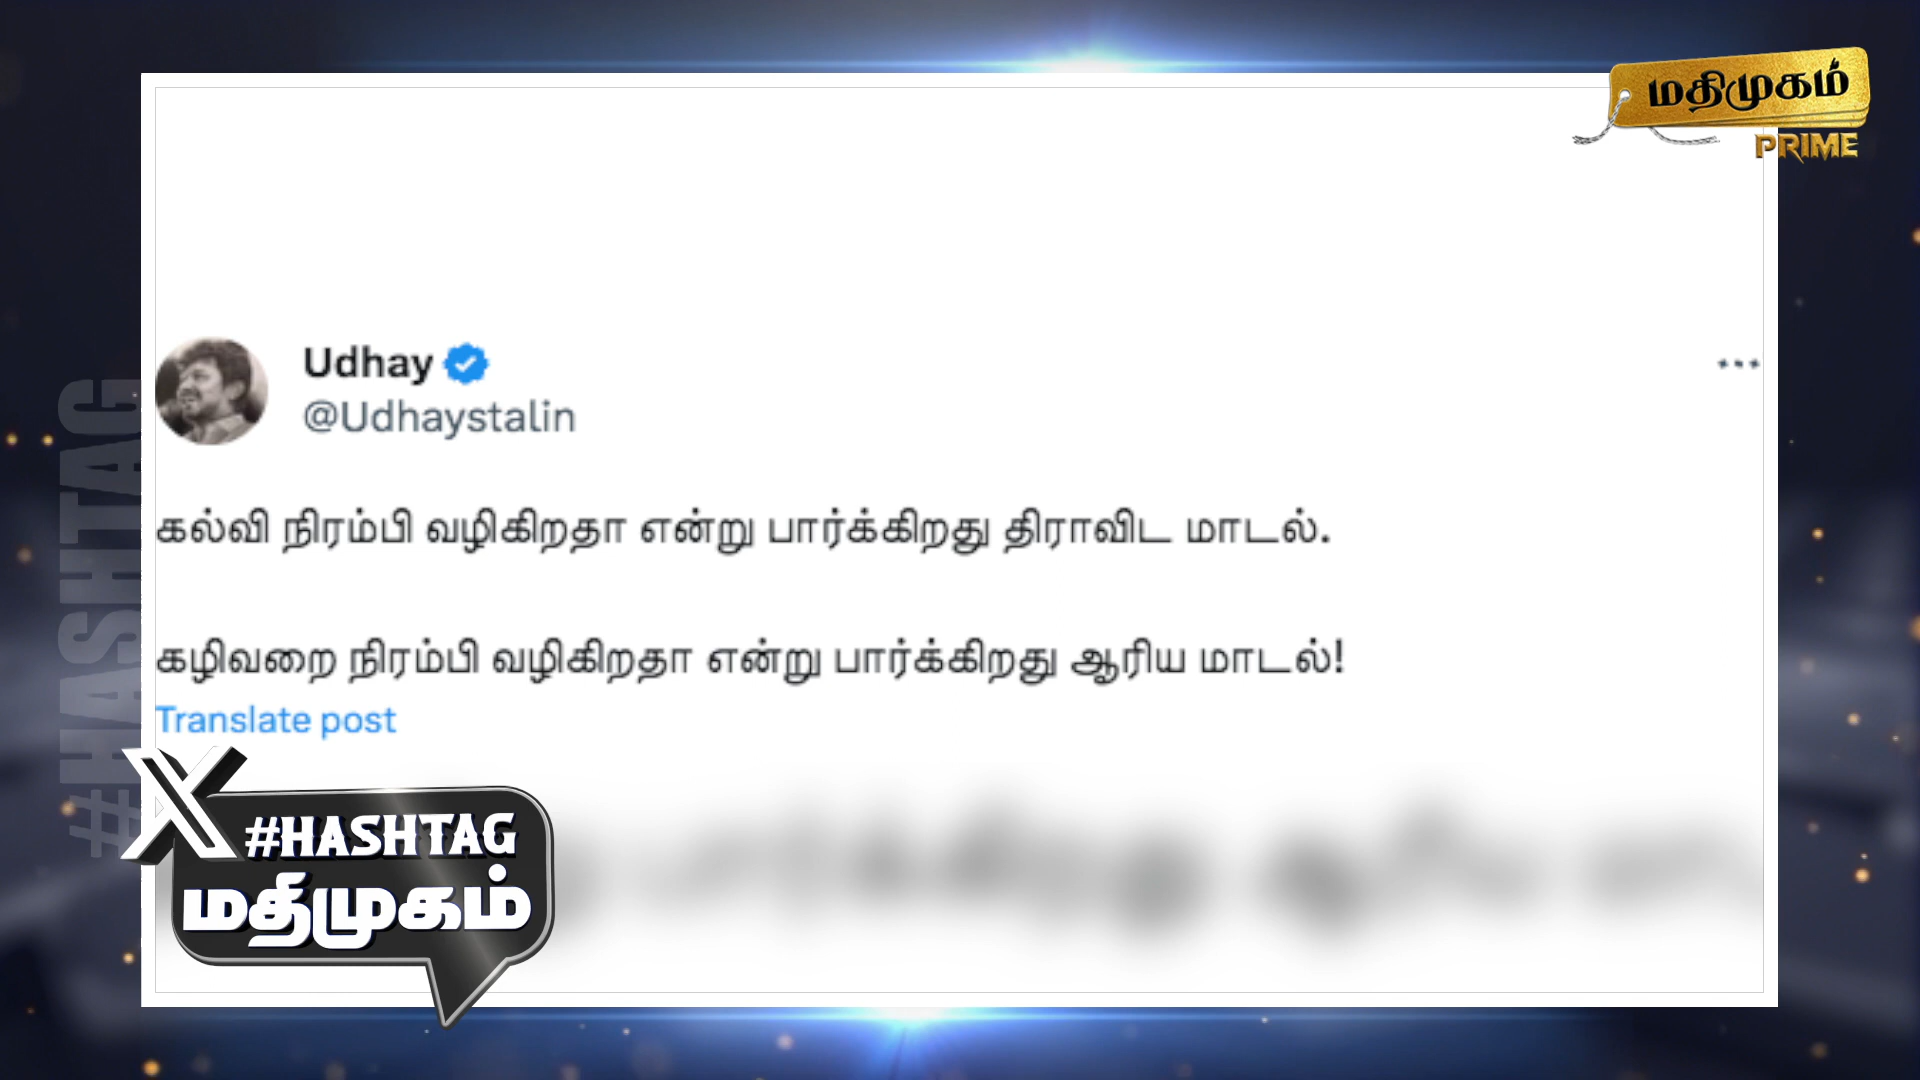 மதிமுகம்
PRIME
Udhay
@Udhaystalin
கல்வி நிரம்பி வழிகிறதா என்று பார்க்கிறது திராவிட மாடல்.
கழிவறை நிரம்பி வழிகிறதா என்று பார்க்கிறது ஆரிய மாடல்!
Translate post
#HASHTAG
#HASHTAG
மதிமுகம்